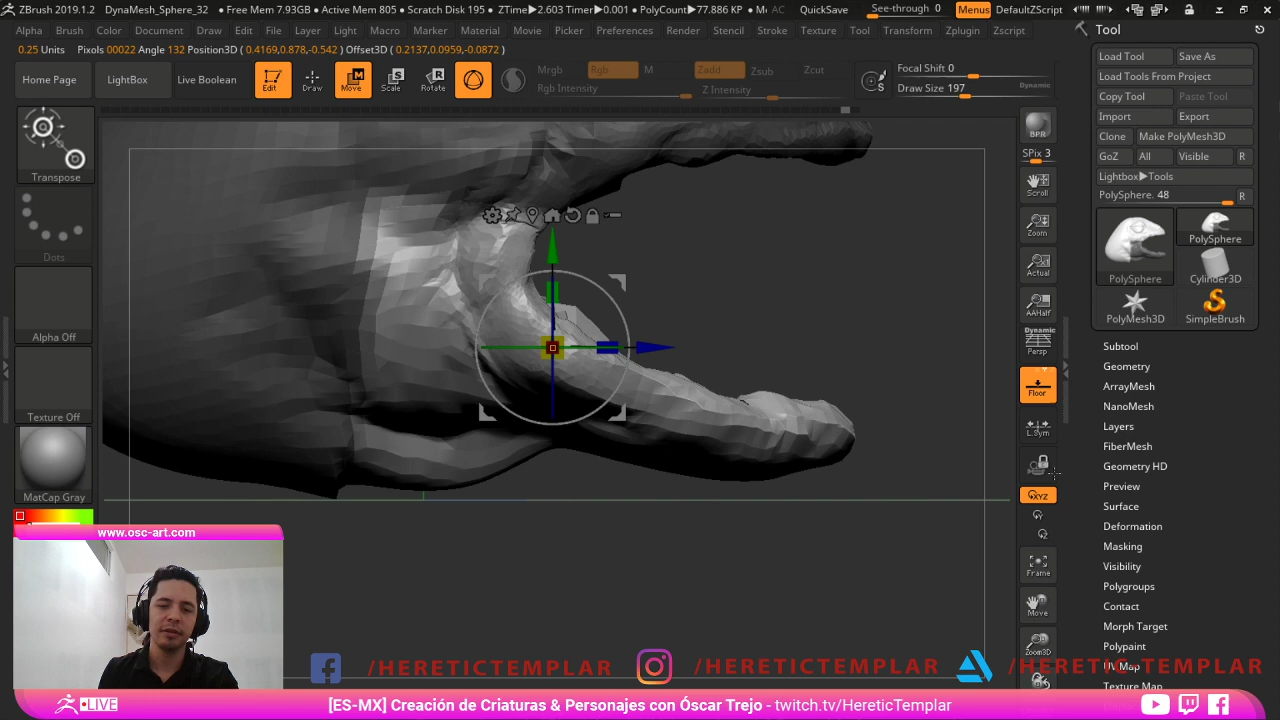 ZBrush 2019.1.2 DynaMesh_Sphere_32 • Free Mem 7.93GB • Active Mem 805 • Scratch Disk 195 • ZTime▸2.603 Timer▸0.001 • PolyCount▸77.886 KP • Me AC QuickSave See-through 0 Menus DefaultZScript
Alpha Brush Color Document Draw Edit File Layer Light Macro Marker Material Movie Picker Preferences Render Stencil Stroke Texture Tool Transform Zplugin Zscript
0.25 Units Pixols 00022 Angle 132 Position3D ( 0.4169,0.878,-0.542 ) Offset3D ( 0.2137,0.0959,-0.0872 )
Home Page LightBox Live Boolean Edit Draw Move Scale Rotate
Mrgb Rgb M Zadd Zsub Zcut
Rgb Intensity Z Intensity
Focal Shift 0
Draw Size 197 Dynamic
S
Transpose
Dots
Alpha Off
Texture Off
MatCap Gray
BPR
SPix 3
Scroll
Zoom
Actual
AAHalf
Dynamic
Persp
Floor
L.Sym
XYZ
Y
Z
Frame
Move
Zoom3D
Tool
Load Tool Save As
Load Tools From Project
Copy Tool Paste Tool
Import Export
Clone Make PolyMesh3D
GoZ All Visible R
Lightbox▶Tools
PolySphere. 48 R
PolySphere PolySphere
Cylinder3D
PolyMesh3D SimpleBrush
Subtool
Geometry
ArrayMesh
NanoMesh
Layers
FiberMesh
Geometry HD
Preview
Surface
Deformation
Masking
Visibility
Polygroups
Contact
Morph Target
Polypaint
UV Map
Texture Map
www.osc-art.com
/HERETICTEMPLAR /HERETICTEMPLAR /HERETICTEMPLAR
LIVE [ES-MX] Creación de Criaturas & Personajes con Óscar Trejo - twitch.tv/HereticTemplar